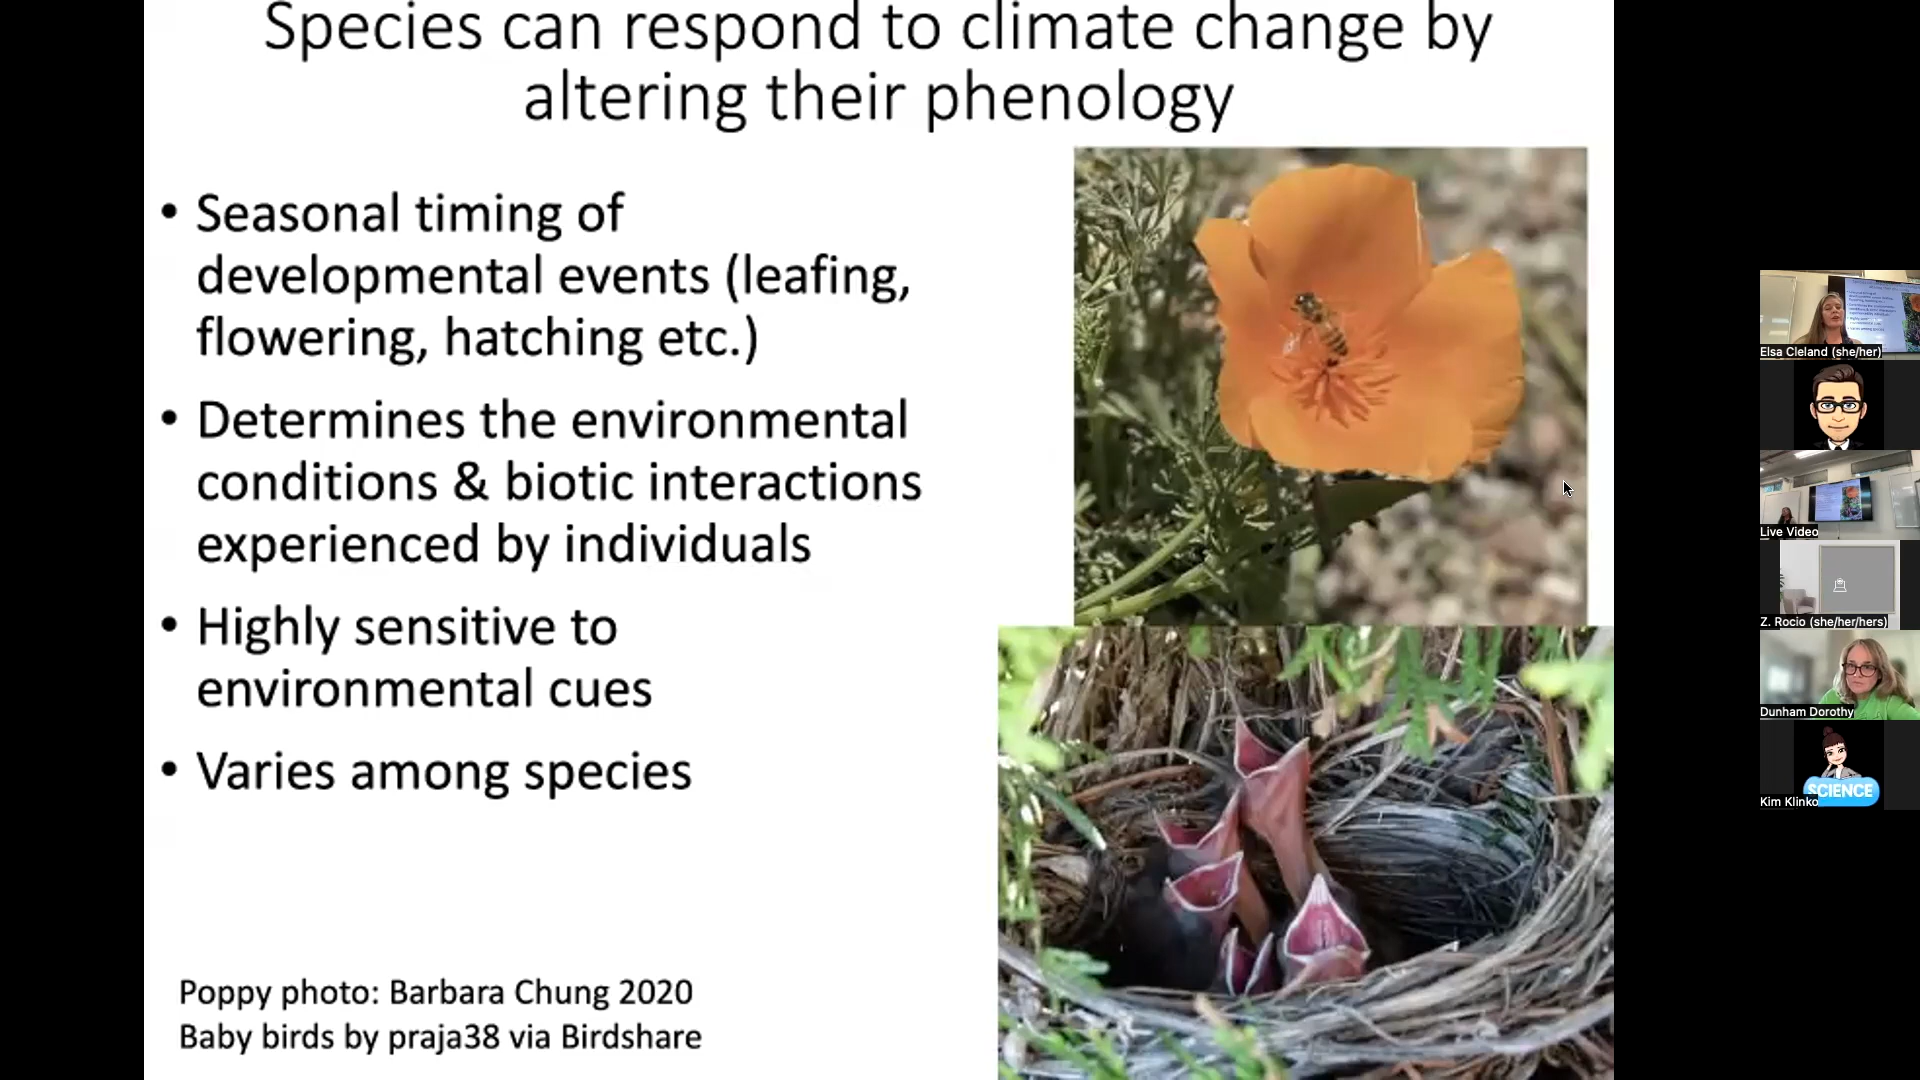 Species can respond to climate change by
altering their phenology
• Seasonal timing of
developmental events (leafing,
flowering, hatching etc.)
• Determines the environmental
conditions & biotic interactions
experienced by individuals
• Highly sensitive to
environmental cues
• Varies among species
Poppy photo: Barbara Chung 2020
Baby birds by praja38 via Birdshare
Elsa Cleland (she/her)
Live Video
Z. Rocio (she/her/hers)
Dunham Dorothy
SCIENCE
Kim Klinko